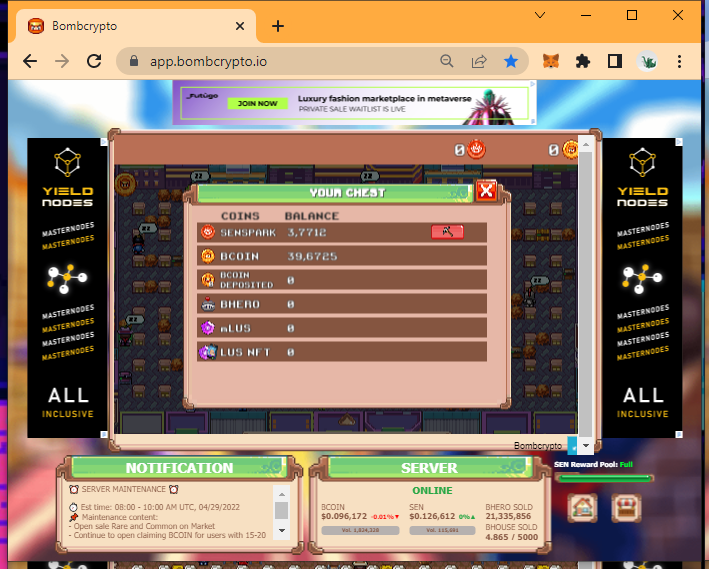 Bombcrypto
app.bombcrypto.io
_Futúgo
JOIN NOW
Luxury fashion marketplace in metaverse
PRIVATE SALE WAITLIST IS LIVE
YIELD
NODES
MASTERNODES
MASTERNODES
MASTERNODES
MASTERNODES
MASTERNODES
MASTERNODES
ALL
INCLUSIVE
0
0
YOUR CHEST
COINS BALANCE
SENSPARK 3,7712
BCOIN 39,6725
BCOIN
DEPOSITED 0
BHERO 0
mLUS 0
LUS NFT 0
YIELD
NODES
MASTERNODES
MASTERNODES
MASTERNODES
MASTERNODES
MASTERNODES
MASTERNODES
ALL
INCLUSIVE
Bombcrypto
NOTIFICATION
SERVER MAINTENANCE
Est time: 08:00 - 10:00 AM UTC, 04/29/2022
Maintenance content:
- Open sale Rare and Common on Market
- Continue to open claiming BCOIN for users with 15-20
SERVER
ONLINE
BCOIN
$0.096,172 -0.01%▼
SEN
$0.126,612 0%▲
BHERO SOLD
21,335,856
BHOUSE SOLD
4.865 / 5000
SEN Reward Pool: Full